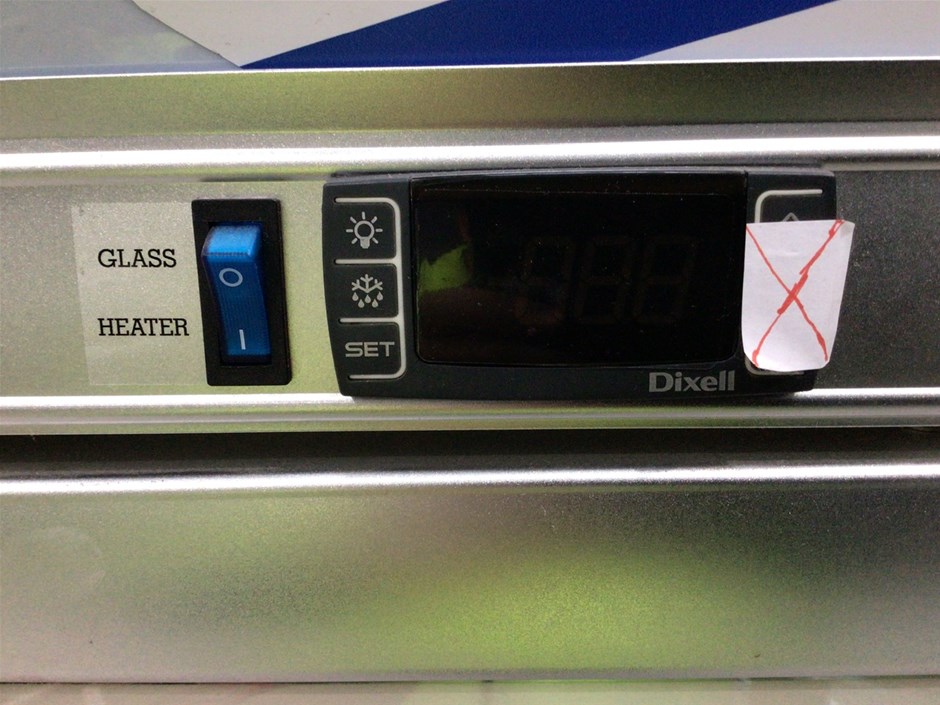 GLASS
HEATER
O
I
SET
Dixell